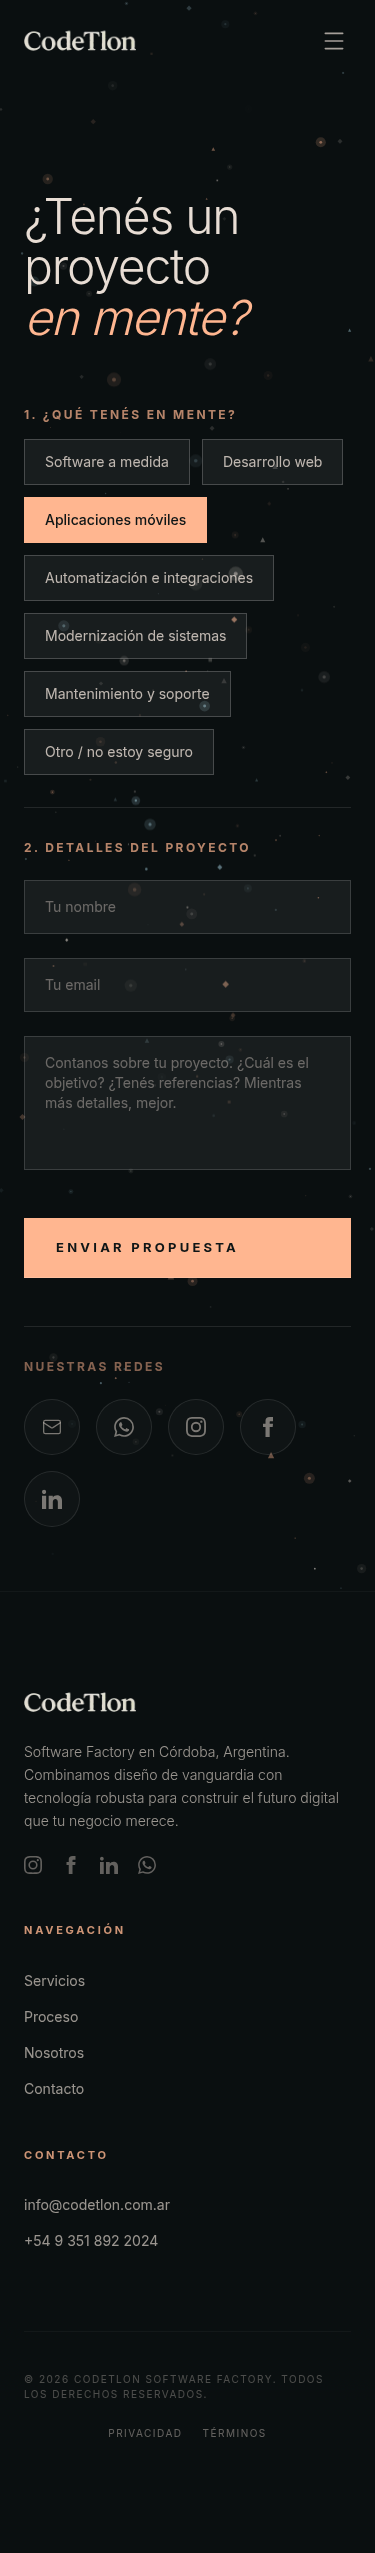 CodeTlon
¿Tenés un
proyecto
en mente?
1. ¿QUÉ TENÉS EN MENTE?
Software a medida
Desarrollo web
Aplicaciones móviles
Automatización e integraciones
Modernización de sistemas
Mantenimiento y soporte
Otro / no estoy seguro
2. DETALLES DEL PROYECTO
Tu nombre
Tu email
Contanos sobre tu proyecto. ¿Cuál es el
objetivo? ¿Tenés referencias? Mientras
más detalles, mejor.
ENVIAR PROPUESTA
NUESTRAS REDES
CodeTlon
Software Factory en Córdoba, Argentina.
Combinamos diseño de vanguardia con
tecnología robusta para construir el futuro digital
que tu negocio merece.
NAVEGACIÓN
Servicios
Proceso
Nosotros
Contacto
CONTACTO
info@codetlon.com.ar
+54 9 351 892 2024
© 2026 CODETLON SOFTWARE FACTORY. TODOS
LOS DERECHOS RESERVADOS.
PRIVACIDAD TÉRMINOS